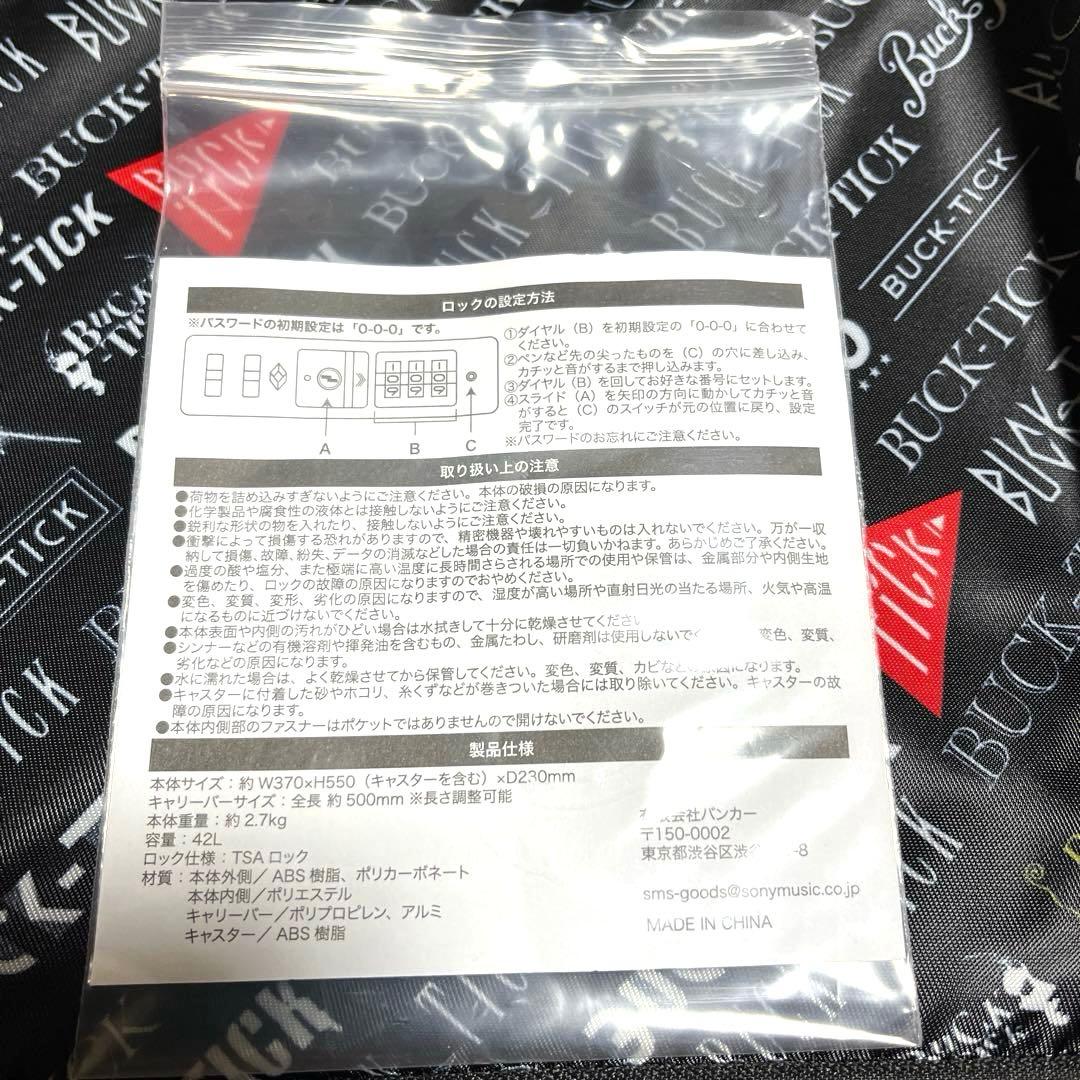 BUCK-TICK
BUCK-TICK
BUCK-TICK
BUCK-TICK
BUCK-TICK
BUCK
TICK
ロックの設定方法
※パスワードの初期設定は「0-0-0」です。
A
B
C
①ダイヤル（B）を初期設定の「0-0-0」に合わせて
ください。
②ペンなど先の尖ったものを（C）の穴に差し込み、
カチッと音がするまで押し込みます。
③ダイヤル（B）を回してお好きな番号にセットします。
④スライド（A）を矢印の方向に動かしてカチッと音
がすると（C）のスイッチが元の位置に戻り、設定
完了です。
※パスワードのお忘れにご注意ください。
取り扱い上の注意
●荷物を詰め込みすぎないようにご注意ください。本体の破損の原因になります。
●化学製品や腐食性の液体とは接触しないようにご注意ください。
●鋭利な形状の物を入れたり、接触しないようにご注意ください。
●衝撃によって損傷する恐れがありますので、精密機器や壊れやすいものは入れないでください。万が一収
納して損傷、故障、紛失、データの消滅などした場合の責任は一切負いかねます。あらかじめご了承ください。
●過度の酸や塩分、また極端に高い温度に長時間さらされる場所での使用や保管は、金属部分や内側生地
を傷めたり、ロックの故障の原因になりますのでおやめください。
●変色、変質、変形、劣化の原因になりますので、湿度が高い場所や直射日光の当たる場所、火気や高温
になるものに近づけないでください。
●本体表面や内側の汚れがひどい場合は水拭きして十分に乾燥させてくださ
●シンナーなどの有機溶剤や揮発油を含むもの、金属たわし、研磨剤は使用しないで 変色、変質、
劣化などの原因になります。
●水に濡れた場合は、よく乾燥させてから保管してください。変色、変質、カビなどの原因になります。
●キャスターに付着した砂やホコリ、糸くずなどが巻きついた場合には取り除いてください。キャスターの故
障の原因になります。
●本体内側部のファスナーはポケットではありませんので開けないでください。
製品仕様
本体サイズ：約 W370×H550（キャスターを含む）×D230mm
キャリーバーサイズ：全長 約 500mm ※長さ調整可能
本体重量：約 2.7kg
容量：42L
ロック仕様：TSA ロック
材質：本体外側／ ABS 樹脂、ポリカーボネート
本体内側／ポリエステル
キャリーバー／ポリプロピレン、アルミ
キャスター／ ABS 樹脂
会社バンカー
〒150-0002
東京都渋谷区渋 -8
sms-goods@sonymusic.co.jp
MADE IN CHINA